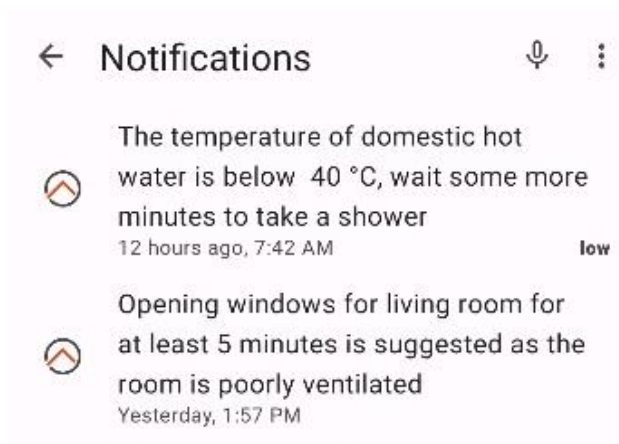 Notifications
The temperature of domestic hot
water is below  40 °C, wait some more
minutes to take a shower
12 hours ago, 7:42 AM
low
Opening windows for living room for
at least 5 minutes is suggested as the
room is poorly ventilated
Yesterday, 1:57 PM